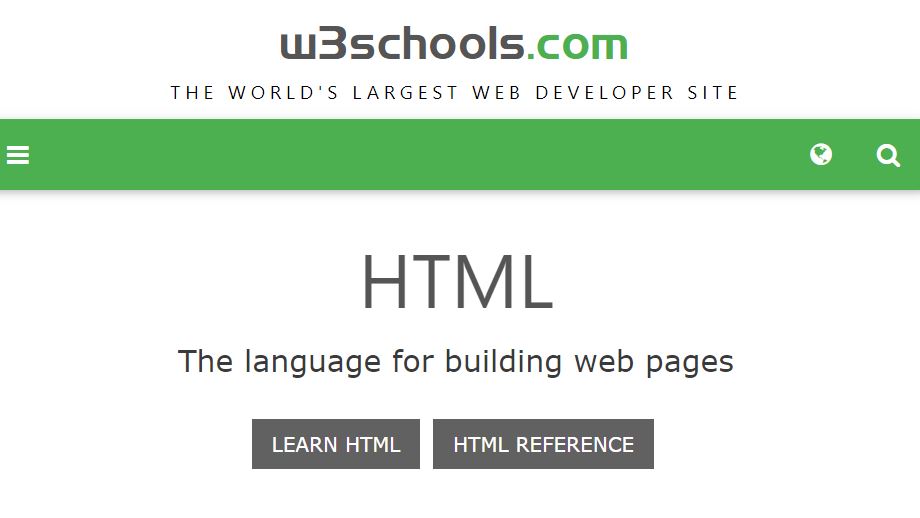 w3schools.com
THE WORLD'S LARGEST WEB DEVELOPER SITE
HTML
The language for building web pages
LEARN HTML HTML REFERENCE